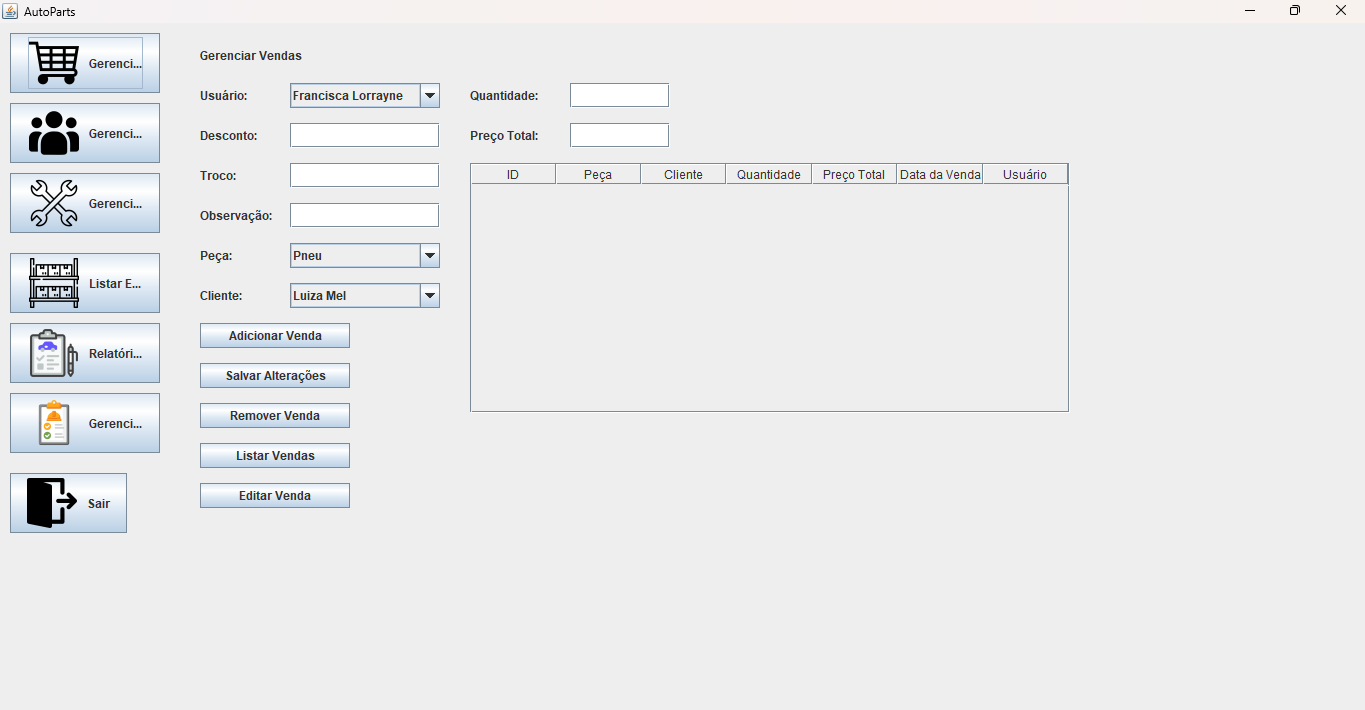 AutoParts
Gerenci...
Gerenci...
Gerenci...
Listar E...
Relatóri...
Gerenci...
Sair
Gerenciar Vendas
Usuário: Francisca Lorrayne
Desconto:
Troco:
Observação:
Peça: Pneu
Cliente: Luiza Mel
Adicionar Venda
Salvar Alterações
Remover Venda
Listar Vendas
Editar Venda
Quantidade:
Preço Total:
ID Peça Cliente Quantidade Preço Total Data da Venda Usuário